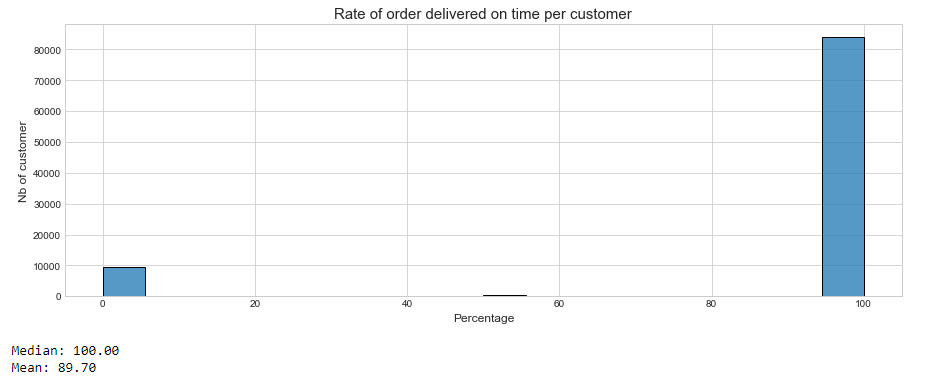 Rate of order delivered on time per customer
80000
70000
60000
50000
40000
30000
20000
10000
0
Nb of customer
0 20 40 60 80 100
Percentage
Median: 100.00
Mean: 89.70